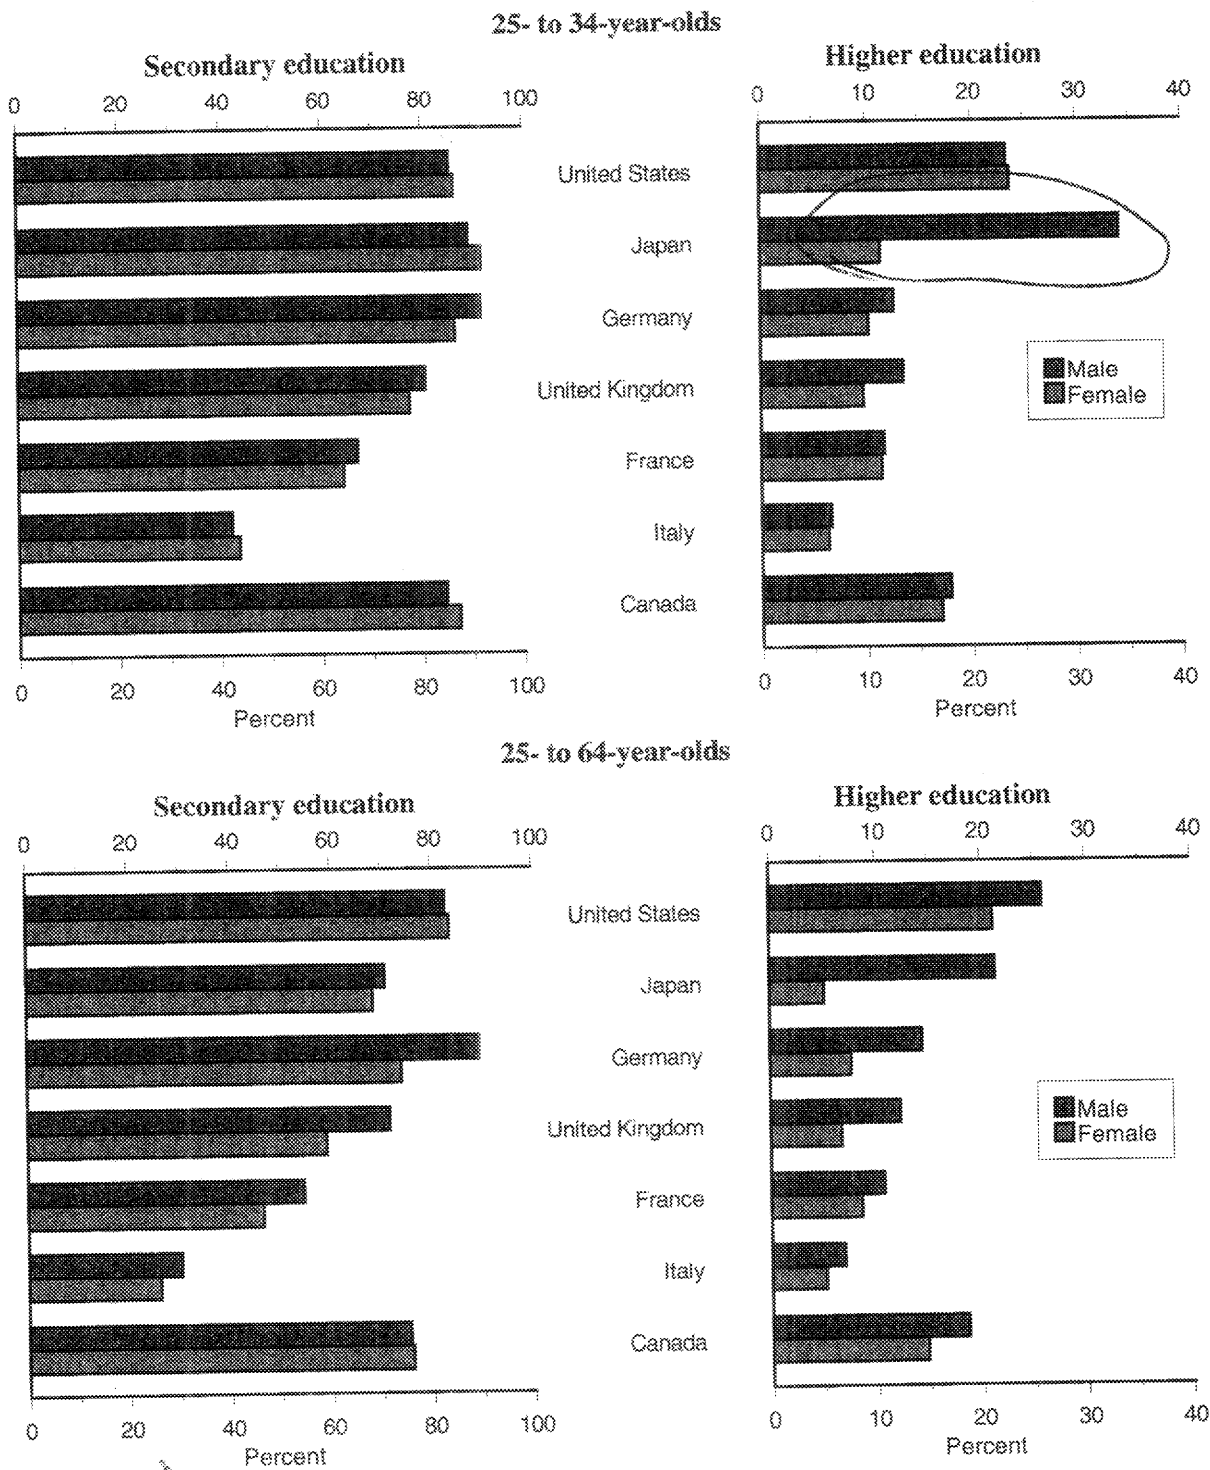 25- to 34-year-olds
Secondary education
Higher education
0 20 40 60 80 100
0 10 20 30 40
United States
Japan
Germany
United Kingdom
France
Italy
Canada
Male
Female
0 20 40 60 80 100
Percent
0 10 20 30 40
Percent
25- to 64-year-olds
Secondary education
Higher education
0 20 40 60 80 100
0 10 20 30 40
United States
Japan
Germany
United Kingdom
France
Italy
Canada
Male
Female
0 20 40 60 80 100
Percent
0 10 20 30 40
Percent